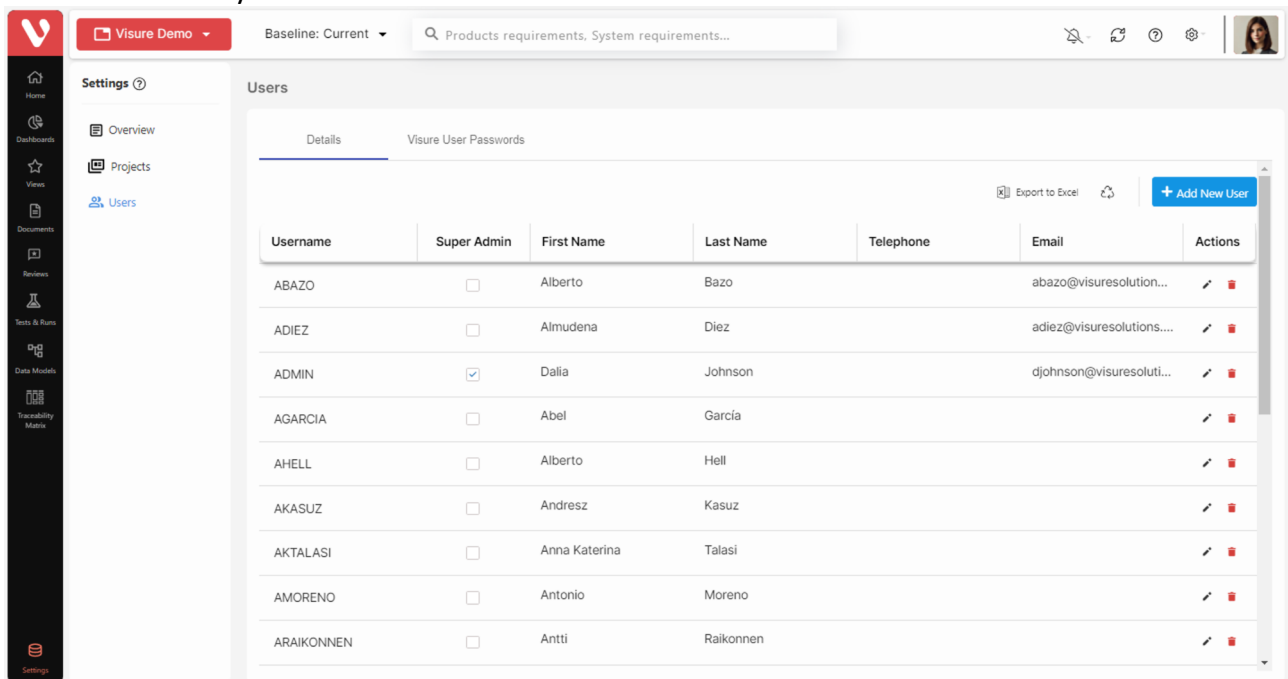 Visure Demo
Baseline: Current
Products requirements, System requirements...
Home
Dashboards
Views
Documents
Reviews
Tests & Runs
Data Models
Traceability
Matrix
Settings
Settings
Overview
Projects
Users
Users
Details Visure User Passwords
Export to Excel + Add New User
Username Super Admin First Name Last Name Telephone Email Actions
ABAZO Alberto Bazo abazo@visuresolution...
ADIEZ Almudena Diez adiez@visuresolutions....
ADMIN Dalia Johnson djohnson@visuresoluti...
AGARCIA Abel García
AHELL Alberto Hell
AKASUZ Andresz Kasuz
AKTALASI Anna Katerina Talasi
AMORENO Antonio Moreno
ARAIKONNEN Antti Raikonnen